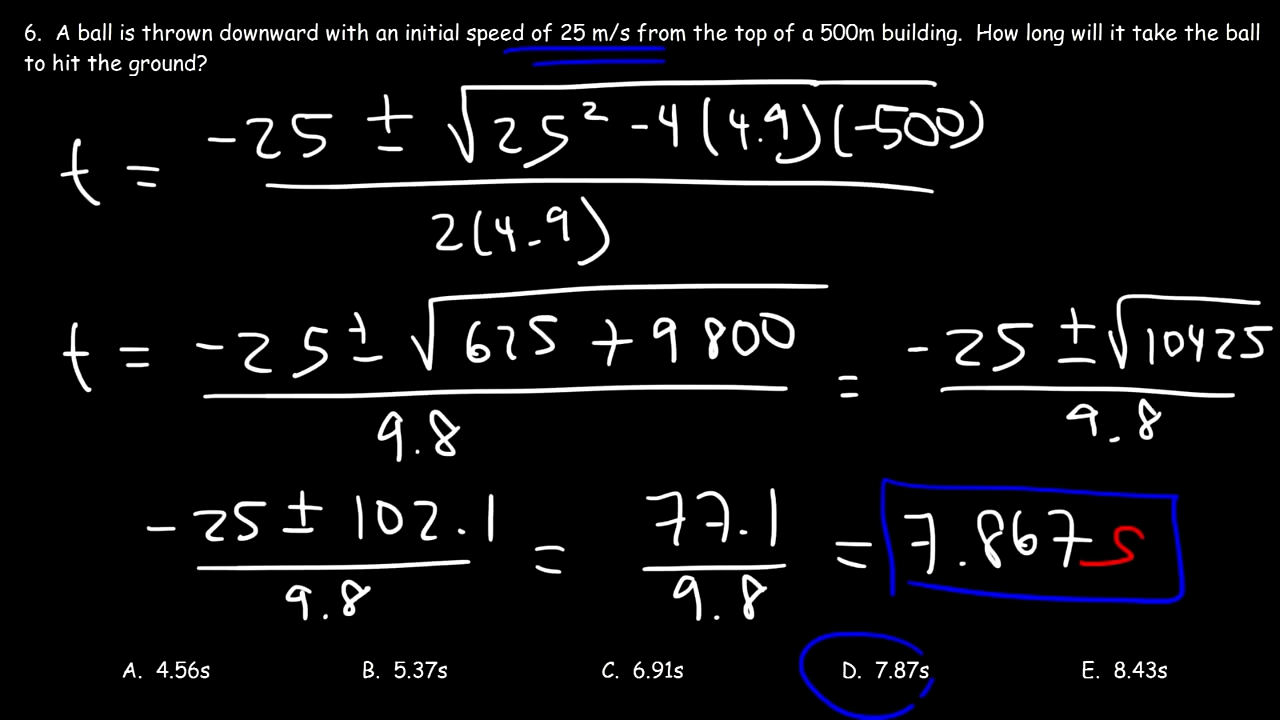 6. A ball is thrown downward with an initial speed of 25 m/s from the top of a 500m building. How long will it take the ball
to hit the ground?
t = -25 ± √25² -4(4.9)(-500)
2(4.9)
t = -25 ± √625 + 9800 = -25 ± √10425
9.8 9.8
-25 ± 102.1 = 77.1 = 7.867 s
9.8 9.8
A. 4.56s B. 5.37s C. 6.91s D. 7.87s E. 8.43s